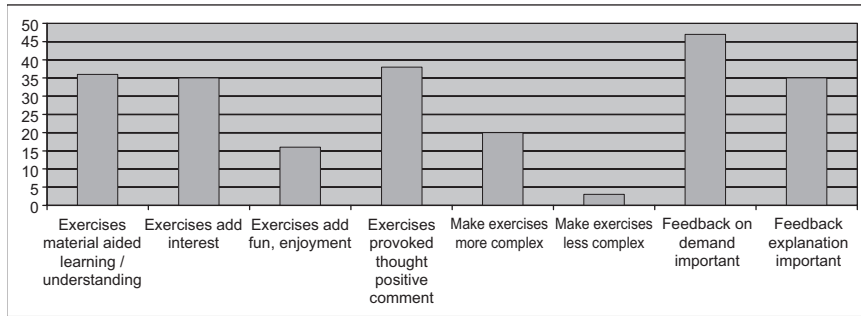 50
45
40
35
30
25
20
15
10
5
0
Exercises
material aided
learning /
understanding
Exercises add
interest
Exercises add
fun, enjoyment
Exercises
provoked
thought
positive
comment
Make exercises
more complex
Make exercises
less complex
Feedback on
demand
important
Feedback
explanation
important